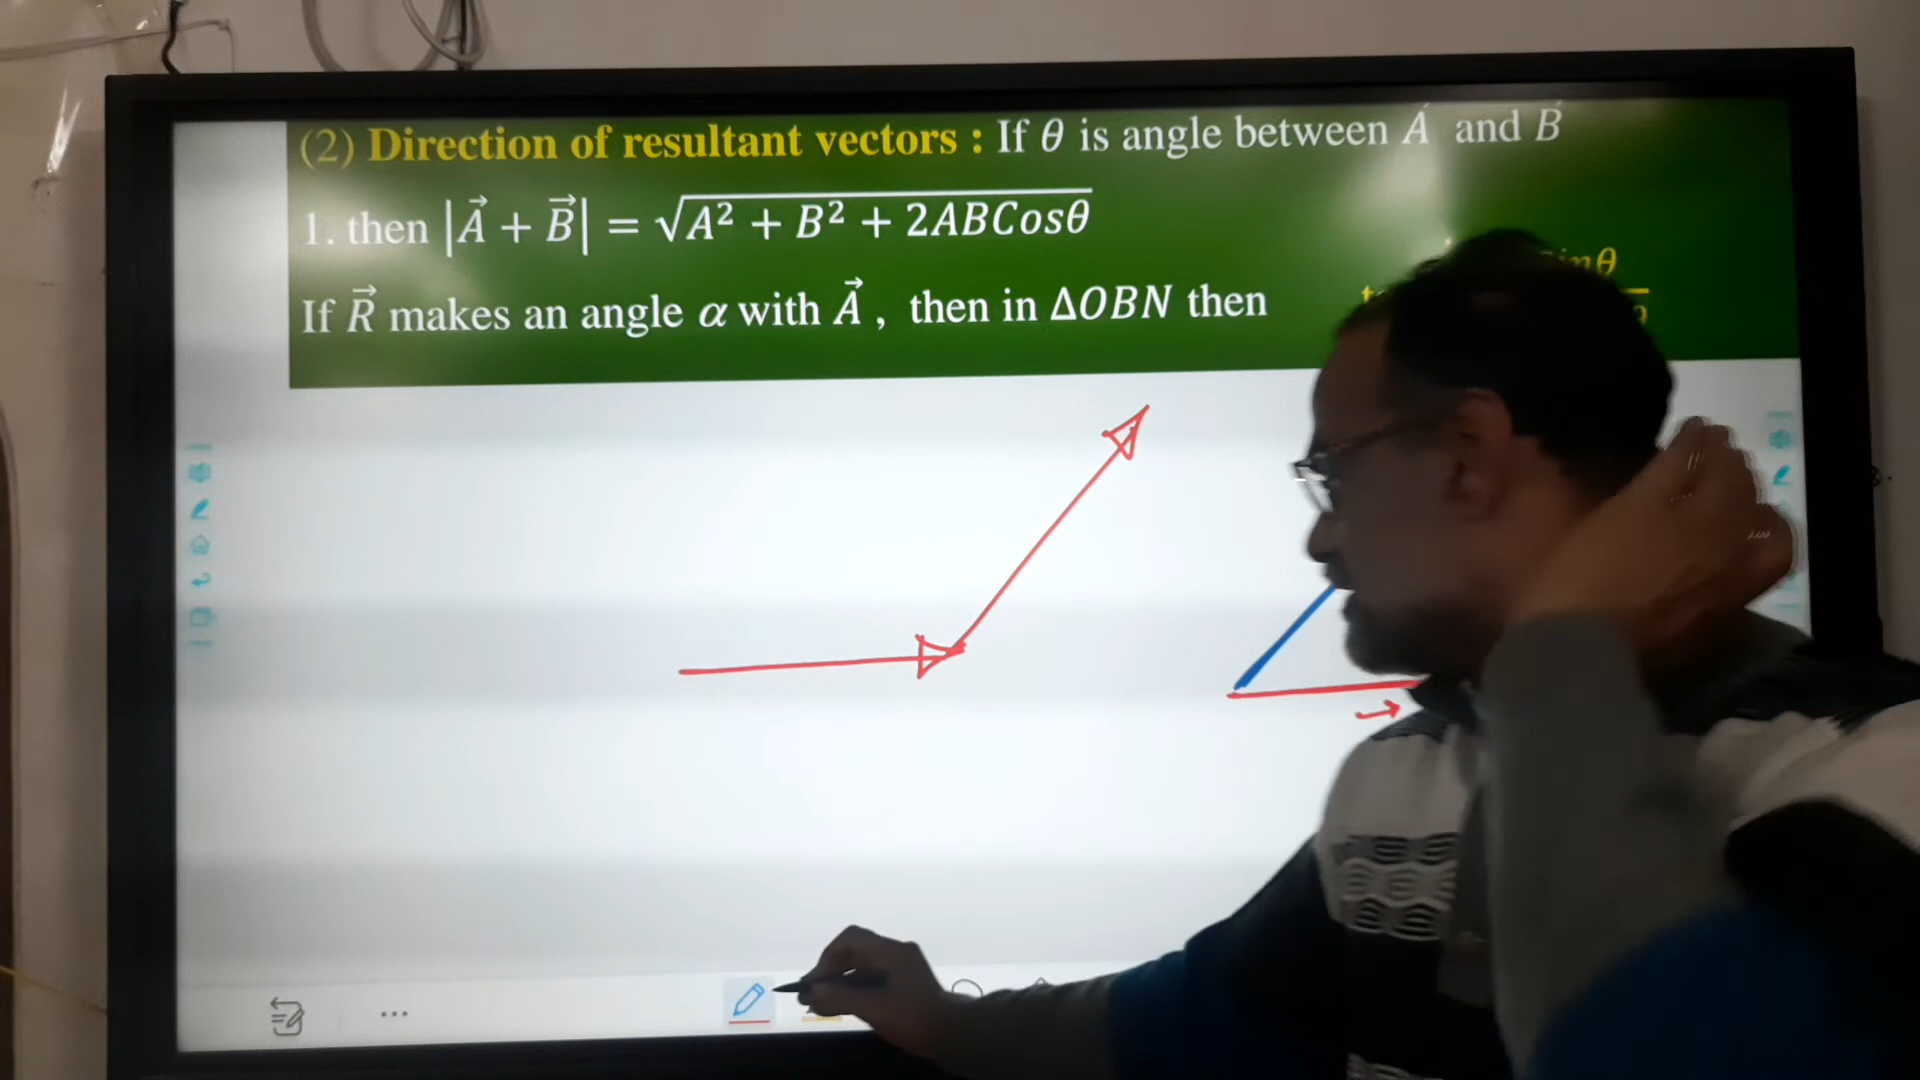 (2) Direction of resultant vectors : If θ is angle between A⃗ and B⃗
1. then |A⃗ + B⃗| = √A² + B² + 2ABCosθ
If R⃗ makes an angle α with A⃗ , then in ΔOBN then
inθ